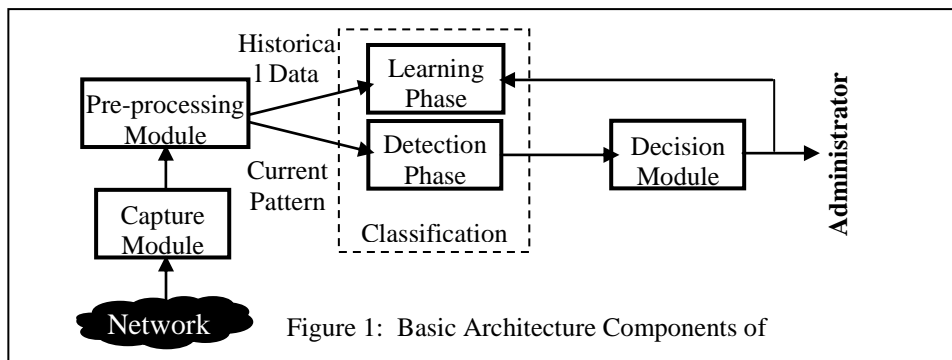 Historica
l Data
Learning
Phase
Pre-processing
Module
Detection
Phase
Decision
Module
Administrator
Current
Pattern
Capture
Module
Classification
Network
Figure 1:  Basic Architecture Components of